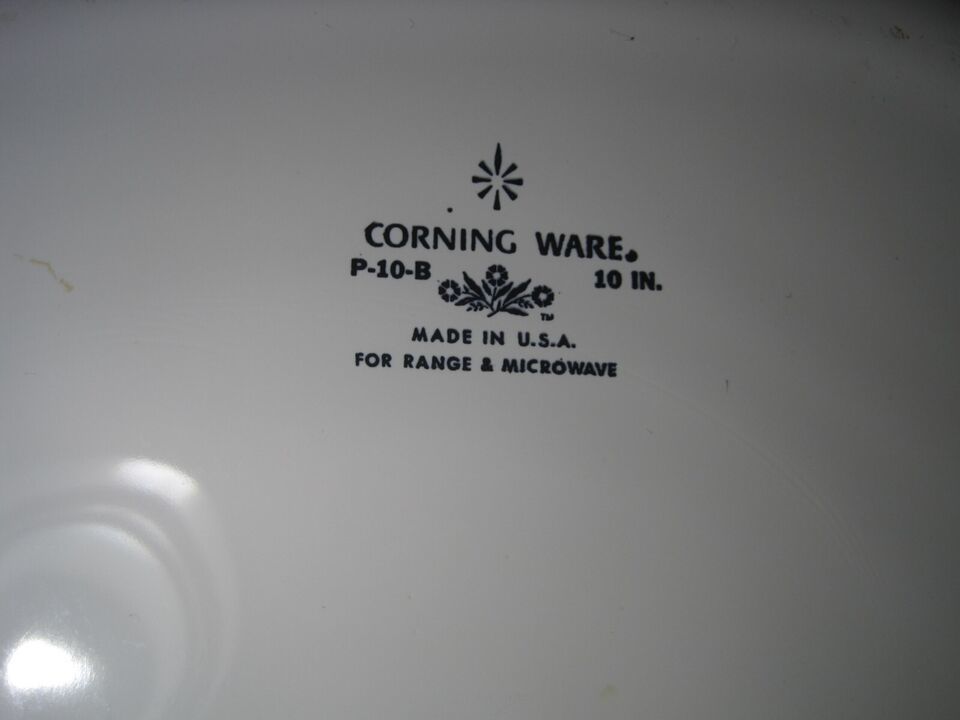 CORNING WARE®
P-10-B 10 IN.
TM
MADE IN U.S.A.
FOR RANGE & MICROWAVE